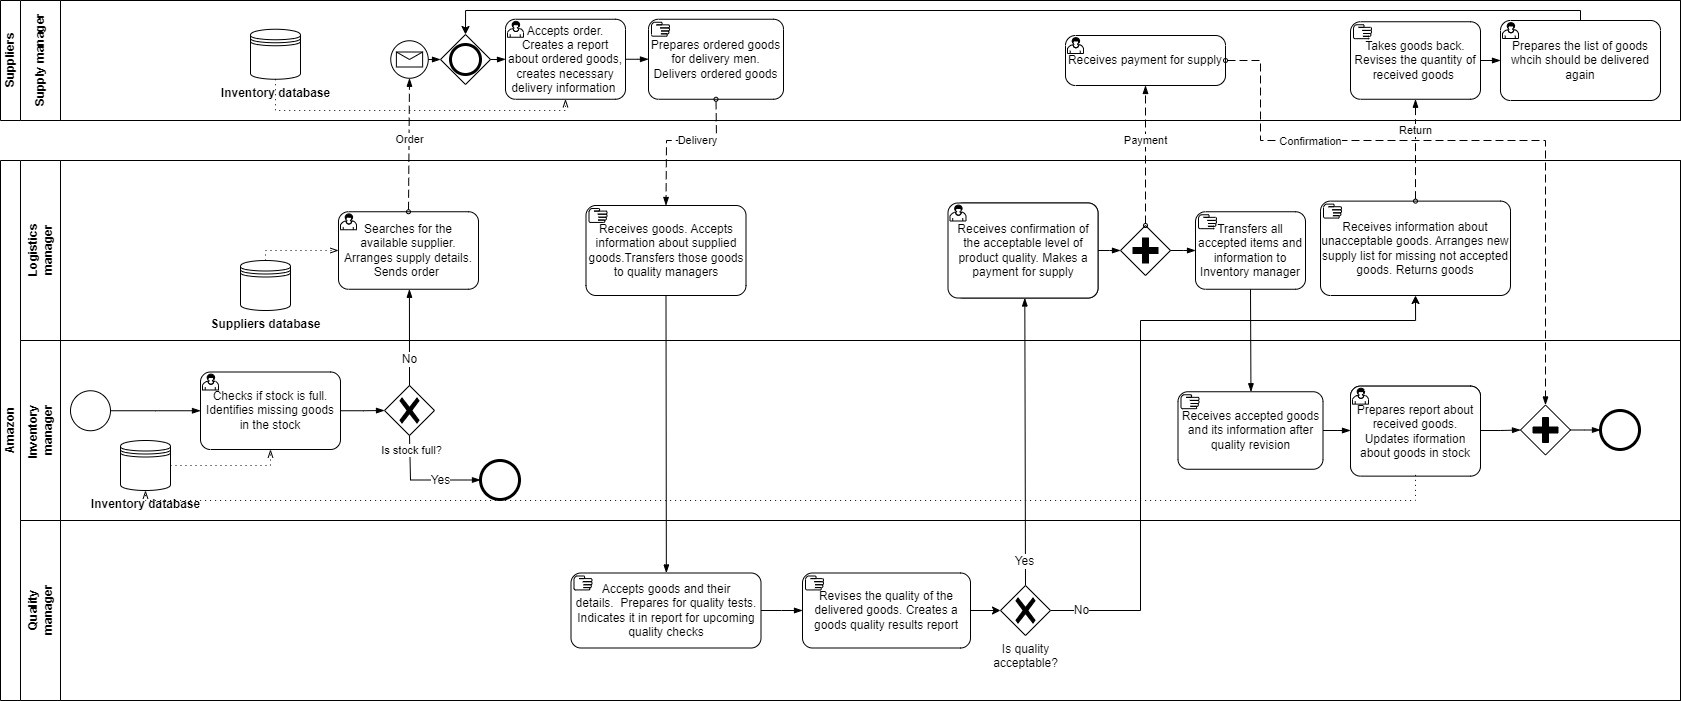 Suppliers
Supply manager
Inventory database
Accepts order.
Creates a report
about ordered goods,
creates necessary
delivery information
Prepares ordered goods
for delivery men.
Delivers ordered goods
Receives payment for supply
Takes goods back.
Revises the quantity of
received goods
Prepares the list of goods
whcih should be delivered
again
Order
Delivery
Payment
Confirmation
Return
Amazon
Logistics
manager
Suppliers database
Searches for the
available supplier.
Arranges supply details.
Sends order
Receives goods. Accepts
information about supplied
goods.Transfers those goods
to quality managers
Receives confirmation of
the acceptable level of
product quality. Makes a
payment for supply
Transfers all
accepted items and
information to
Inventory manager
Receives information about
unacceptable goods. Arranges new
supply list for missing not accepted
goods. Returns goods
No
Inventory
manager
Checks if stock is full.
Identifies missing goods
in the stock
Is stock full?
Yes
Inventory database
Receives accepted goods
and its information after
quality revision
Prepares report about
received goods.
Updates iformation
about goods in stock
Quality
manager
Accepts goods and their
details.  Prepares for quality tests.
Indicates it in report for upcoming
quality checks
Revises the quality of the
delivered goods. Creates a
goods quality results report
Yes
No
Is quality
acceptable?